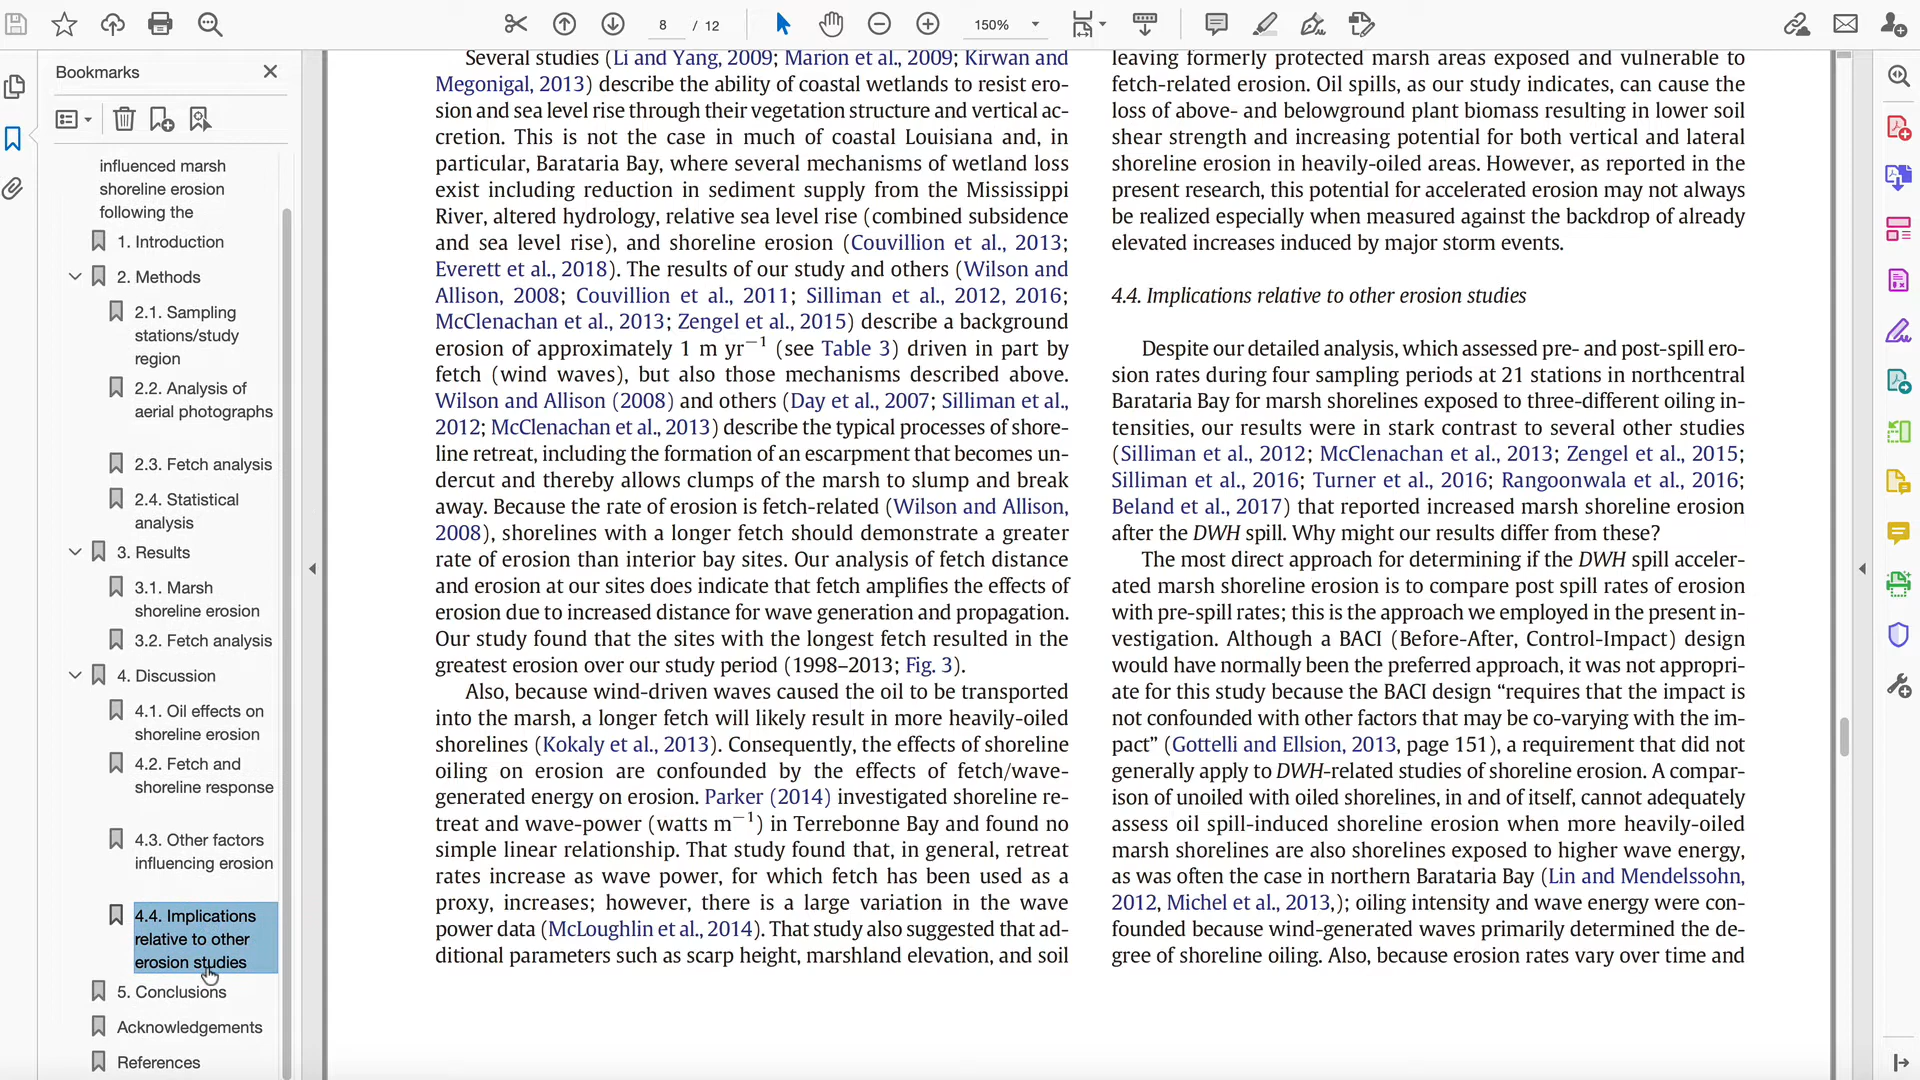 8 / 12
150%
Bookmarks
influenced marsh
shoreline erosion
following the
1. Introduction
2. Methods
2.1. Sampling
stations/study
region
2.2. Analysis of
aerial photographs
2.3. Fetch analysis
2.4. Statistical
analysis
3. Results
3.1. Marsh
shoreline erosion
3.2. Fetch analysis
4. Discussion
4.1. Oil effects on
shoreline erosion
4.2. Fetch and
shoreline response
4.3. Other factors
influencing erosion
4.4. Implications
relative to other
erosion studies
5. Conclusions
Acknowledgements
References
Several studies (Li and Yang, 2009; Marion et al., 2009; Kirwan and
Megonigal, 2013) describe the ability of coastal wetlands to resist ero-
sion and sea level rise through their vegetation structure and vertical ac-
cretion. This is not the case in much of coastal Louisiana and, in
particular, Barataria Bay, where several mechanisms of wetland loss
exist including reduction in sediment supply from the Mississippi
River, altered hydrology, relative sea level rise (combined subsidence
and sea level rise), and shoreline erosion (Couvillion et al., 2013;
Everett et al., 2018). The results of our study and others (Wilson and
Allison, 2008; Couvillion et al., 2011; Silliman et al., 2012, 2016;
McClenachan et al., 2013; Zengel et al., 2015) describe a background
erosion of approximately 1 m yr−1 (see Table 3) driven in part by
fetch (wind waves), but also those mechanisms described above.
Wilson and Allison (2008) and others (Day et al., 2007; Silliman et al.,
2012; McClenachan et al., 2013) describe the typical processes of shore-
line retreat, including the formation of an escarpment that becomes un-
dercut and thereby allows clumps of the marsh to slump and break
away. Because the rate of erosion is fetch-related (Wilson and Allison,
2008), shorelines with a longer fetch should demonstrate a greater
rate of erosion than interior bay sites. Our analysis of fetch distance
and erosion at our sites does indicate that fetch amplifies the effects of
erosion due to increased distance for wave generation and propagation.
Our study found that the sites with the longest fetch resulted in the
greatest erosion over our study period (1998–2013; Fig. 3).
Also, because wind-driven waves caused the oil to be transported
into the marsh, a longer fetch will likely result in more heavily-oiled
shorelines (Kokaly et al., 2013). Consequently, the effects of shoreline
oiling on erosion are confounded by the effects of fetch/wave-
generated energy on erosion. Parker (2014) investigated shoreline re-
treat and wave-power (watts m−1) in Terrebonne Bay and found no
simple linear relationship. That study found that, in general, retreat
rates increase as wave power, for which fetch has been used as a
proxy, increases; however, there is a large variation in the wave
power data (McLoughlin et al., 2014). That study also suggested that ad-
ditional parameters such as scarp height, marshland elevation, and soil
leaving formerly protected marsh areas exposed and vulnerable to
fetch-related erosion. Oil spills, as our study indicates, can cause the
loss of above- and belowground plant biomass resulting in lower soil
shear strength and increasing potential for both vertical and lateral
shoreline erosion in heavily-oiled areas. However, as reported in the
present research, this potential for accelerated erosion may not always
be realized especially when measured against the backdrop of already
elevated increases induced by major storm events.
4.4. Implications relative to other erosion studies
Despite our detailed analysis, which assessed pre- and post-spill ero-
sion rates during four sampling periods at 21 stations in northcentral
Barataria Bay for marsh shorelines exposed to three-different oiling in-
tensities, our results were in stark contrast to several other studies
(Silliman et al., 2012; McClenachan et al., 2013; Zengel et al., 2015;
Silliman et al., 2016; Turner et al., 2016; Rangoonwala et al., 2016;
Beland et al., 2017) that reported increased marsh shoreline erosion
after the DWH spill. Why might our results differ from these?
The most direct approach for determining if the DWH spill acceler-
ated marsh shoreline erosion is to compare post spill rates of erosion
with pre-spill rates; this is the approach we employed in the present in-
vestigation. Although a BACI (Before-After, Control-Impact) design
would have normally been the preferred approach, it was not appropri-
ate for this study because the BACI design “requires that the impact is
not confounded with other factors that may be co-varying with the im-
pact” (Gottelli and Ellsion, 2013, page 151), a requirement that did not
generally apply to DWH-related studies of shoreline erosion. A compar-
ison of unoiled with oiled shorelines, in and of itself, cannot adequately
assess oil spill-induced shoreline erosion when more heavily-oiled
marsh shorelines are also shorelines exposed to higher wave energy,
as was often the case in northern Barataria Bay (Lin and Mendelssohn,
2012, Michel et al., 2013,); oiling intensity and wave energy were con-
founded because wind-generated waves primarily determined the de-
gree of shoreline oiling. Also, because erosion rates vary over time and